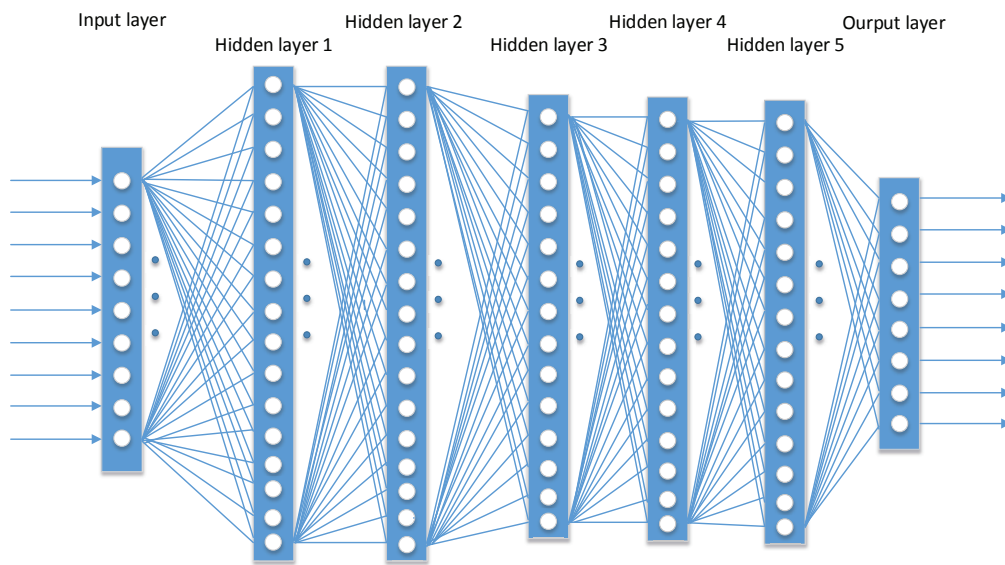 Input layer
Hidden layer 1
Hidden layer 2
Hidden layer 3
Hidden layer 4
Hidden layer 5
Ourput layer